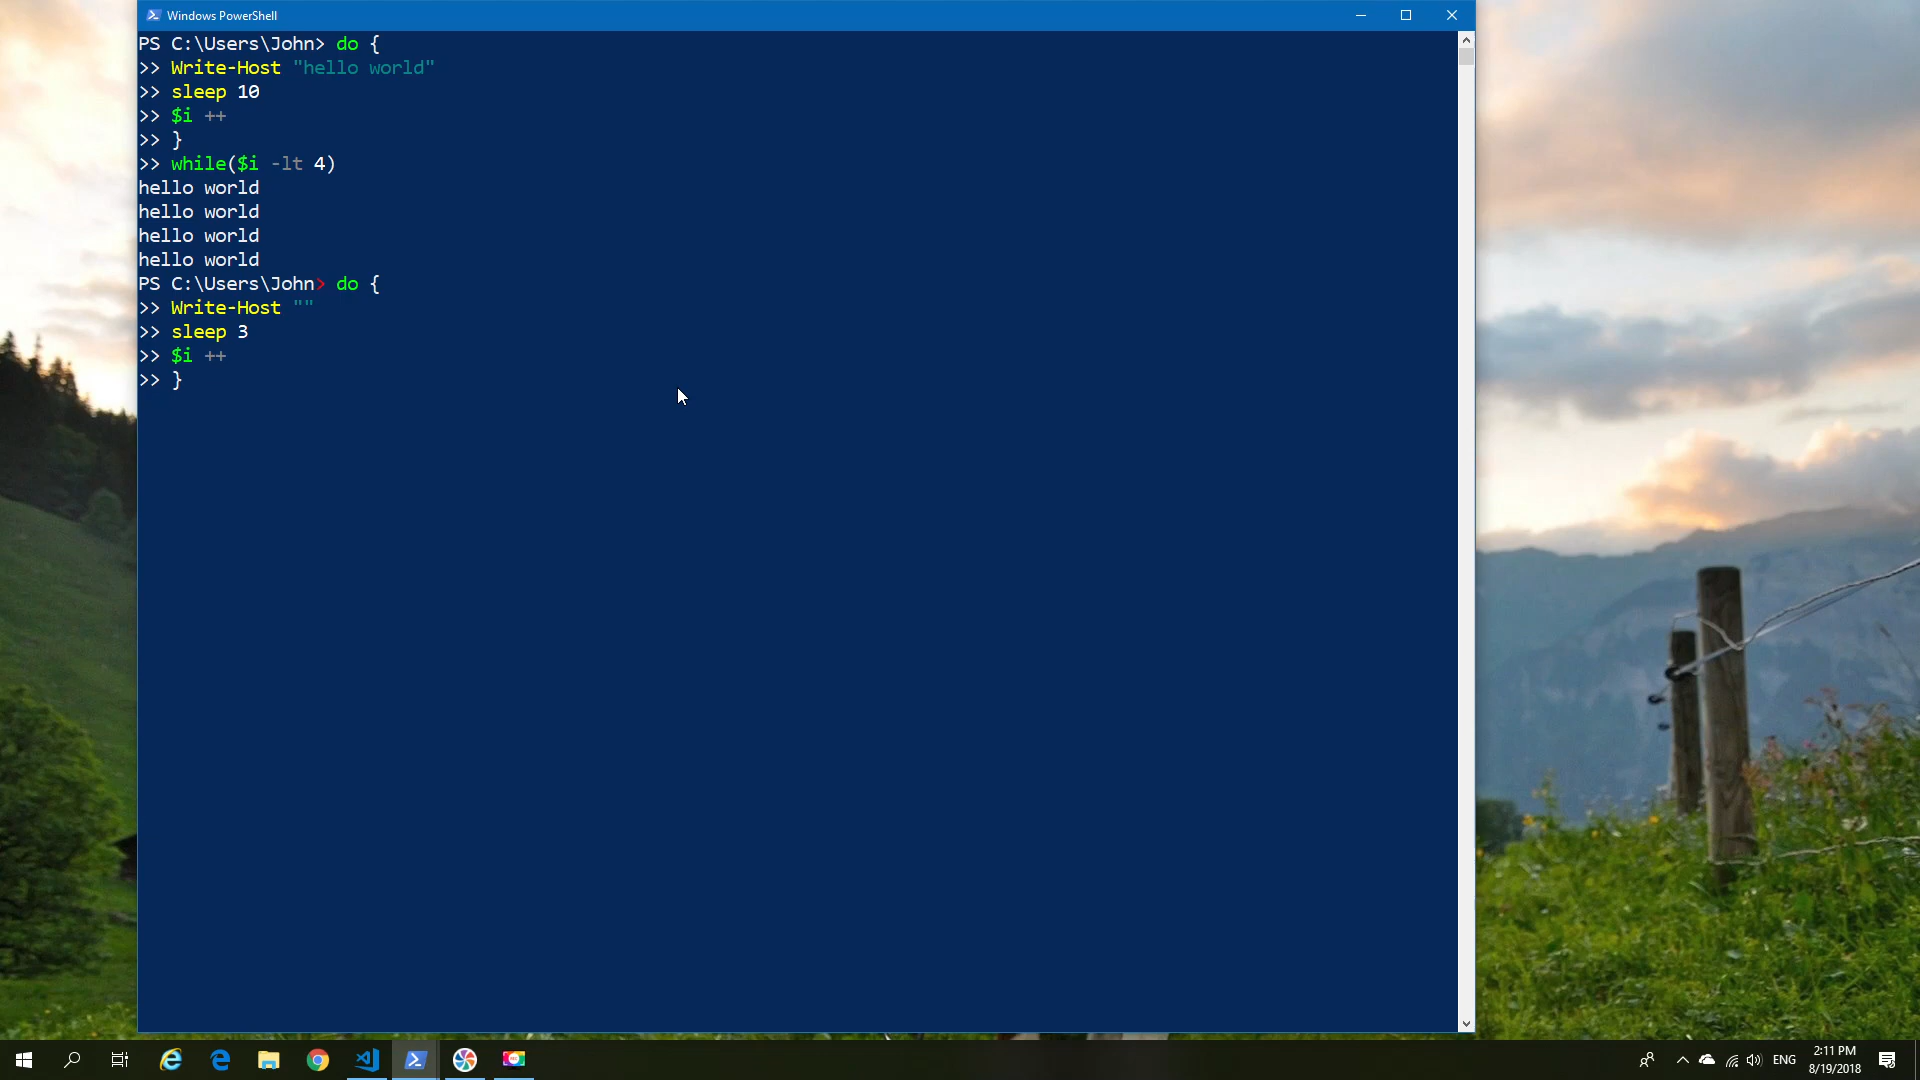 Windows PowerShell
PS C:\Users\John> do {
>> Write-Host "hello world"
>> sleep 10
>> $i ++
>> }
>> while($i -lt 4)
hello world
hello world
hello world
hello world
PS C:\Users\John> do {
>> Write-Host ""
>> sleep 3
>> $i ++
>> }
ENG
2:11 PM
8/19/2018